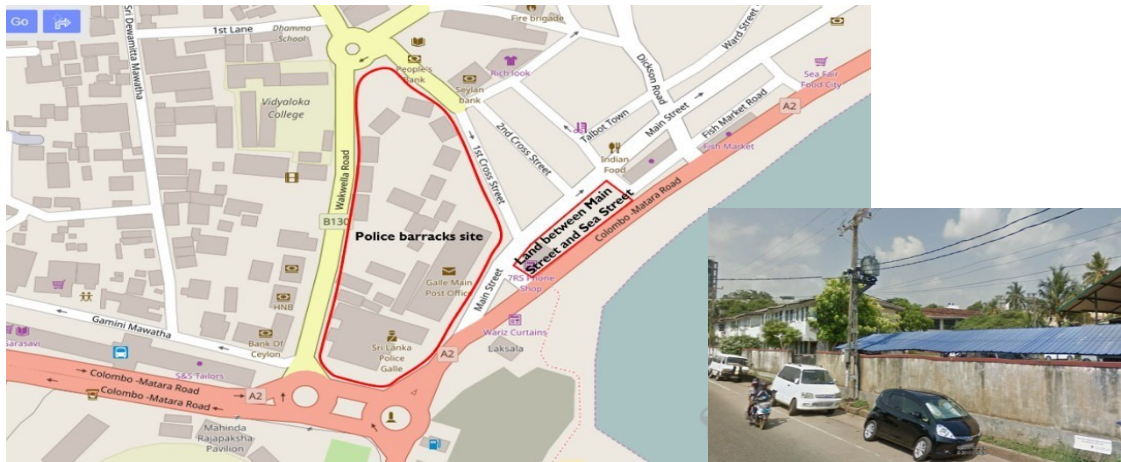 Go
Sri Dewamitta Mawatha
1st Lane
Dhamma
School
Fire brigade
Ward Street
People's
Bank
Rich look
Seylan
bank
Dickson Road
Sea Fair
Food City
Vidyaloka
College
Wakwella Road
1st Cross Street
2nd Cross Street
Talbot Town
Main Street
Fish Market Road
A2
Fish Market
Indian
Food
B130
Police barracks site
Land between Main
Street and Sea Street
Colombo -Matara Road
Galle Main
Post Office
Main Street
7RS Phone
Shop
HNB
Gamini Mawatha
Sarasavi
Bank Of
Ceylon
Sri Lanka
Police
Galle
Wariz Curtains
A2
Laksala
S&S Tailors
Colombo -Matara Road
Colombo -Matara Road
A2
Mahinda
Rajapaksha
Pavilion